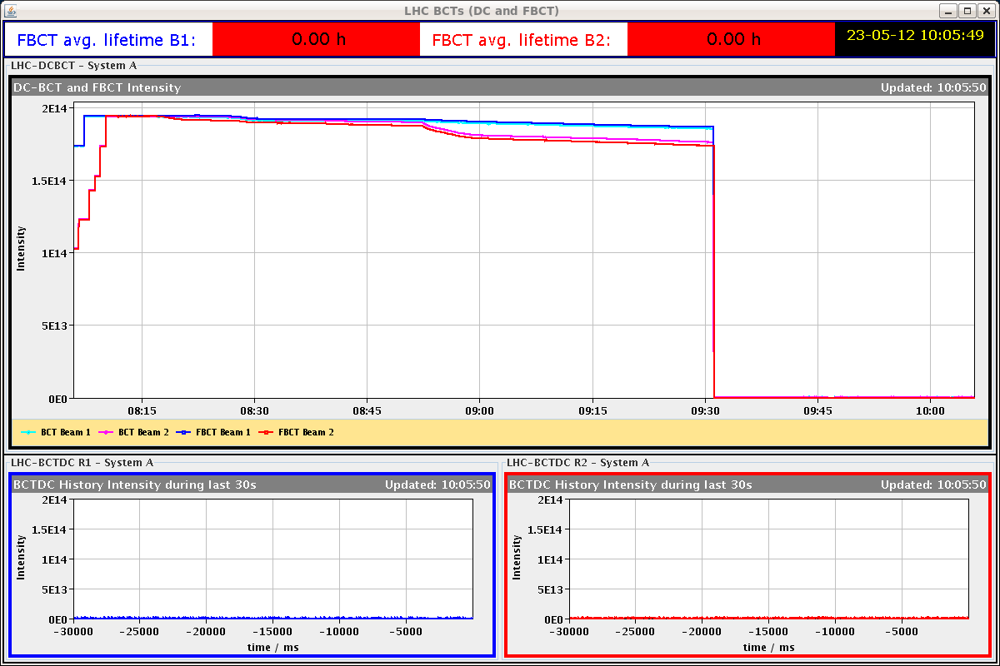 LHC BCTs (DC and FBCT)
FBCT avg. lifetime B1: 0.00 h FBCT avg. lifetime B2: 0.00 h 23-05-12 10:05:49
LHC-DCBCT - System A
DC-BCT and FBCT Intensity Updated: 10:05:50
2E14
1.5E14
1E14
5E13
0E0
Intensity
08:15 08:30 08:45 09:00 09:15 09:30 09:45 10:00
BCT Beam 1 BCT Beam 2 FBCT Beam 1 FBCT Beam 2
LHC-BCTDC R1 - System A
BCTDC History Intensity during last 30s Updated: 10:05:50
2E14
1.5E14
1E14
5E13
0E0
Intensity
-30000 -25000 -20000 -15000 -10000 -5000
time / ms
LHC-BCTDC R2 - System A
BCTDC History Intensity during last 30s Updated: 10:05:50
2E14
1.5E14
1E14
5E13
0E0
Intensity
-30000 -25000 -20000 -15000 -10000 -5000
time / ms